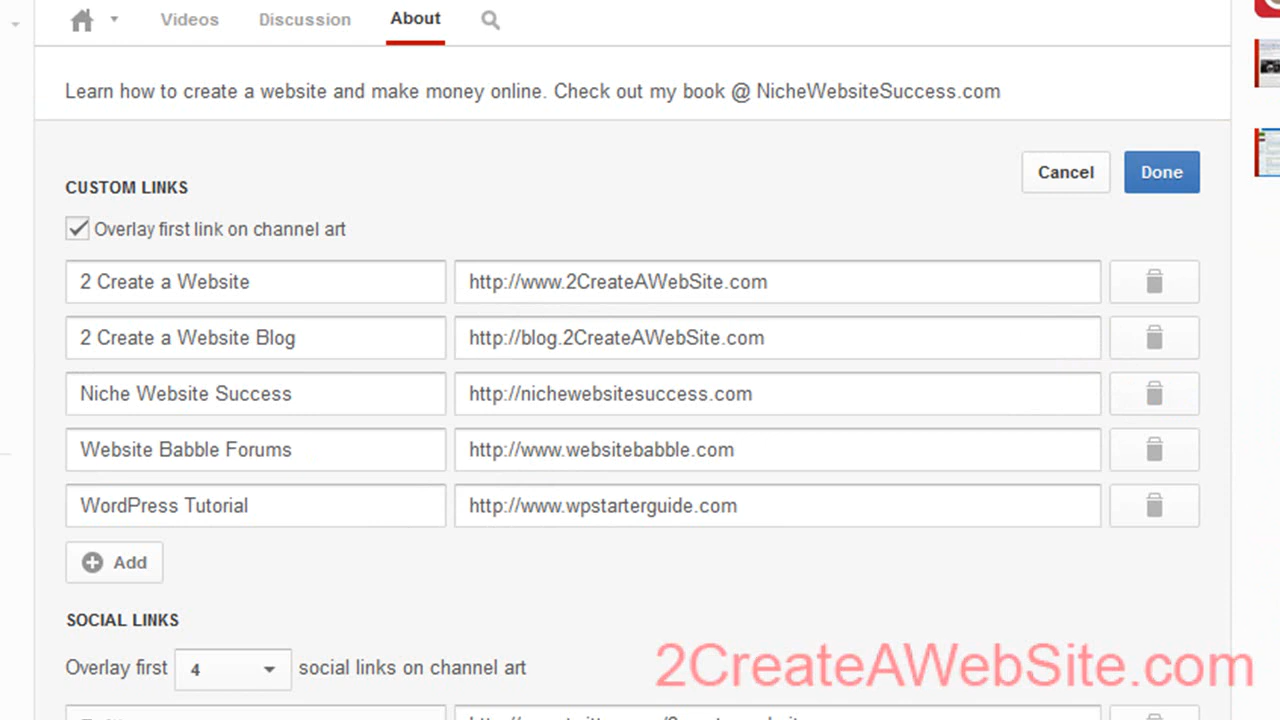 Videos Discussion About
Learn how to create a website and make money online. Check out my book @ NicheWebsiteSuccess.com
Cancel Done
CUSTOM LINKS
Overlay first link on channel art
2 Create a Website http://www.2CreateAWebSite.com
2 Create a Website Blog http://blog.2CreateAWebSite.com
Niche Website Success http://nichewebsitesuccess.com
Website Babble Forums http://www.websitebabble.com
WordPress Tutorial http://www.wpstarterguide.com
Add
SOCIAL LINKS
Overlay first 4 social links on channel art
2CreateAWebSite.com